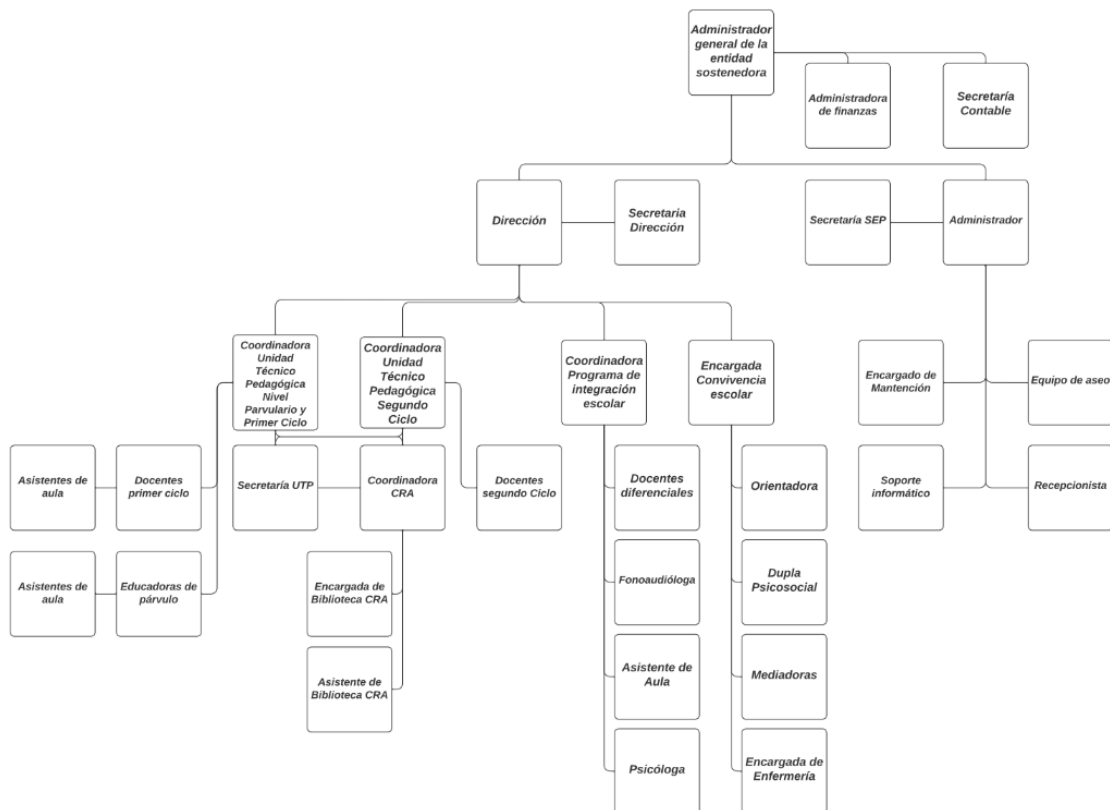 Administrador
general de la
entidad
sostenedora
Administradora
de finanzas
Secretaría
Contable
Dirección
Secretaria
Dirección
Secretaría SEP
Administrador
Coordinadora
Unidad
Técnico
Pedagógica
Nivel
Parvulario y
Primer Ciclo
Coordinadora
Unidad
Técnico
Pedagógica
Segundo
Ciclo
Coordinadora
Programa de
integración
escolar
Encargada
Convivencia
escolar
Encargado de
Mantención
Equipo de aseo
Asistentes de
aula
Docentes
primer ciclo
Secretaría UTP
Coordinadora
CRA
Docentes
segundo Ciclo
Docentes
diferenciales
Orientadora
Soporte
informático
Recepcionista
Asistentes de
aula
Educadoras de
párvulo
Encargada de
Biblioteca CRA
Fonoaudióloga
Dupla
Psicosocial
Asistente de
Biblioteca CRA
Asistente de
Aula
Mediadoras
Psicóloga
Encargada de
Enfermería